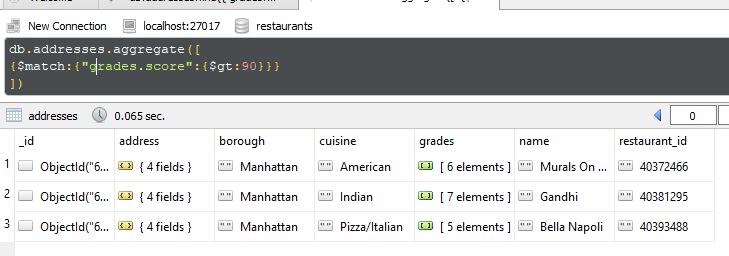 New Connection localhost:27017 restaurants
db.addresses.aggregate([
{$match:{"grades.score":{$gt:90}}}
])
addresses 0.065 sec. 0
_id address borough cuisine grades name restaurant_id
1 ObjectId("6... { 4 fields } Manhattan American [ 6 elements ] Murals On ... 40372466
2 ObjectId("6... { 4 fields } Manhattan Indian [ 7 elements ] Gandhi 40381295
3 ObjectId("6... { 4 fields } Manhattan Pizza/Italian [ 5 elements ] Bella Napoli 40393488